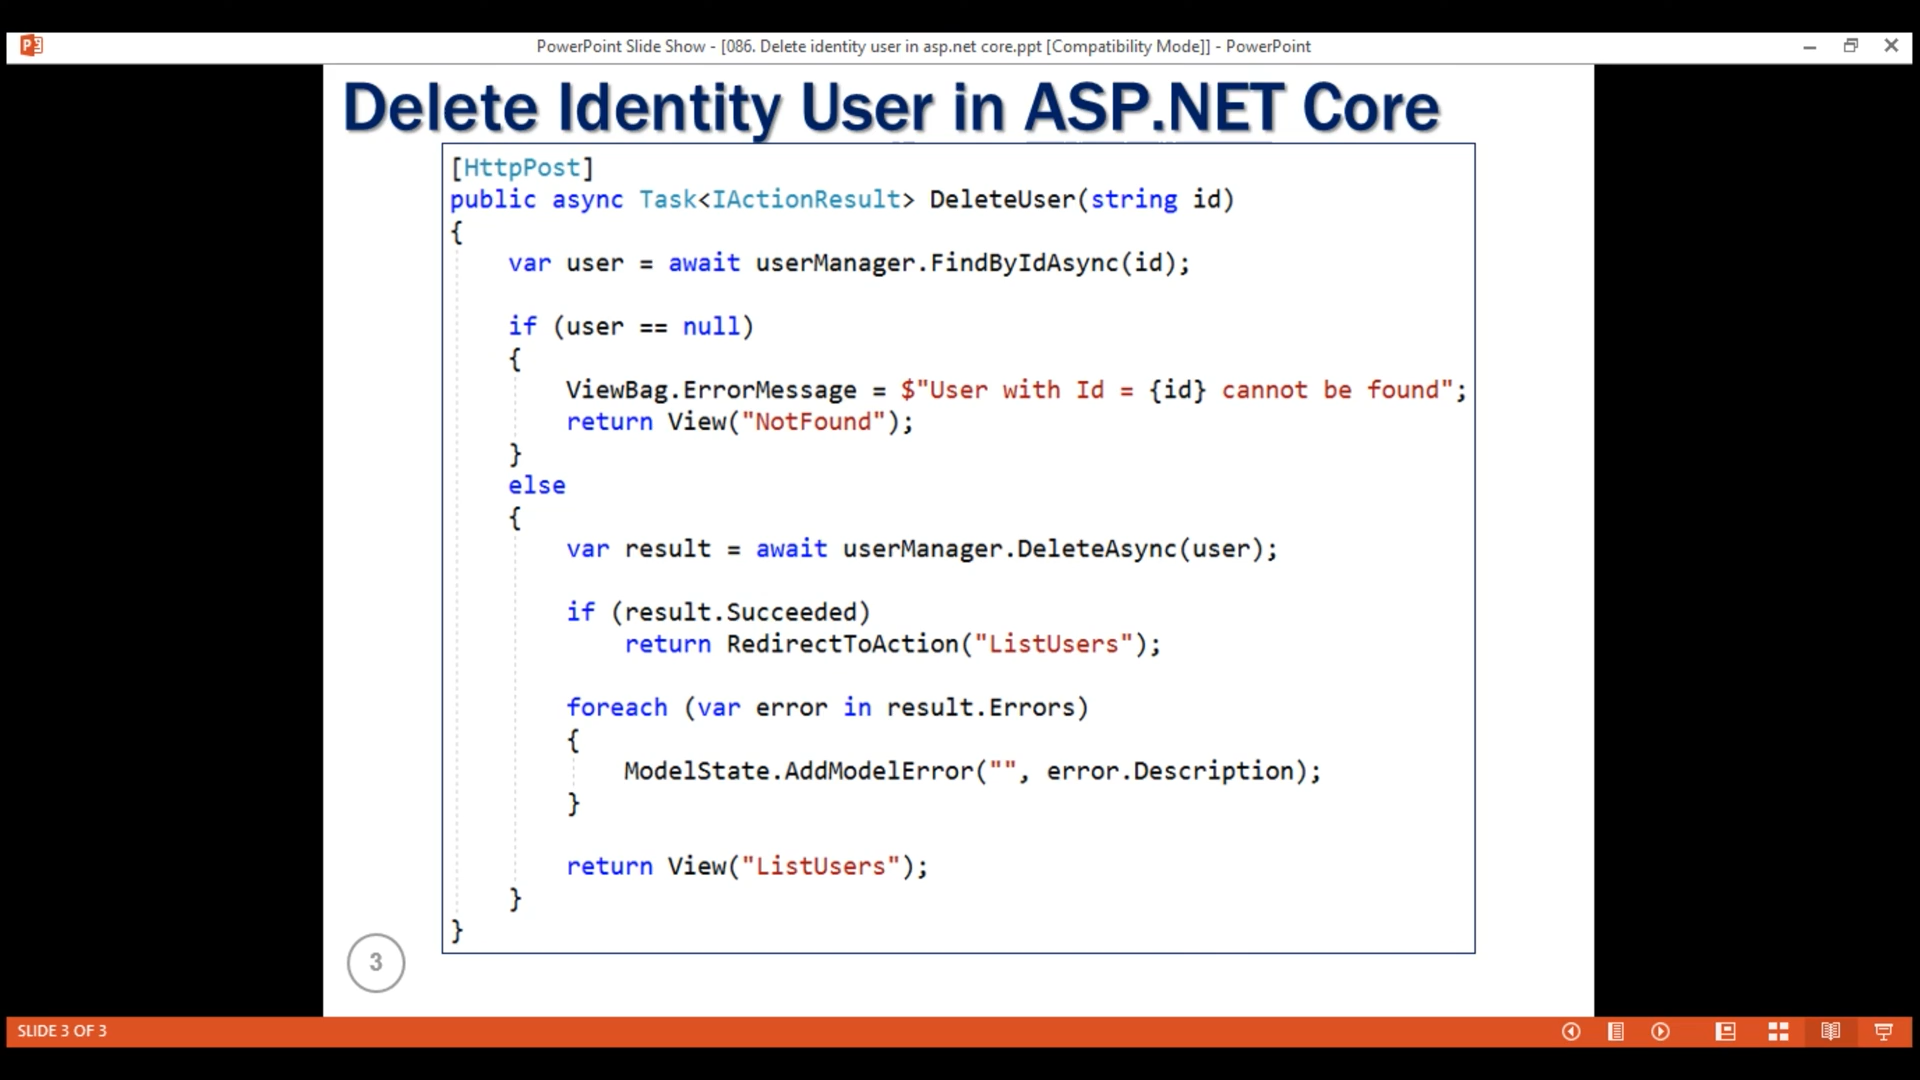 PowerPoint Slide Show - [086. Delete identity user in asp.net core.ppt [Compatibility Mode]] - PowerPoint
Delete Identity User in ASP.NET Core
[HttpPost]
public async Task<IActionResult> DeleteUser(string id)
{
    var user = await userManager.FindByIdAsync(id);

    if (user == null)
    {
        ViewBag.ErrorMessage = $"User with Id = {id} cannot be found";
        return View("NotFound");
    }
    else
    {
        var result = await userManager.DeleteAsync(user);

        if (result.Succeeded)
            return RedirectToAction("ListUsers");

        foreach (var error in result.Errors)
        {
            ModelState.AddModelError("", error.Description);
        }

        return View("ListUsers");
    }
}
3
SLIDE 3 OF 3